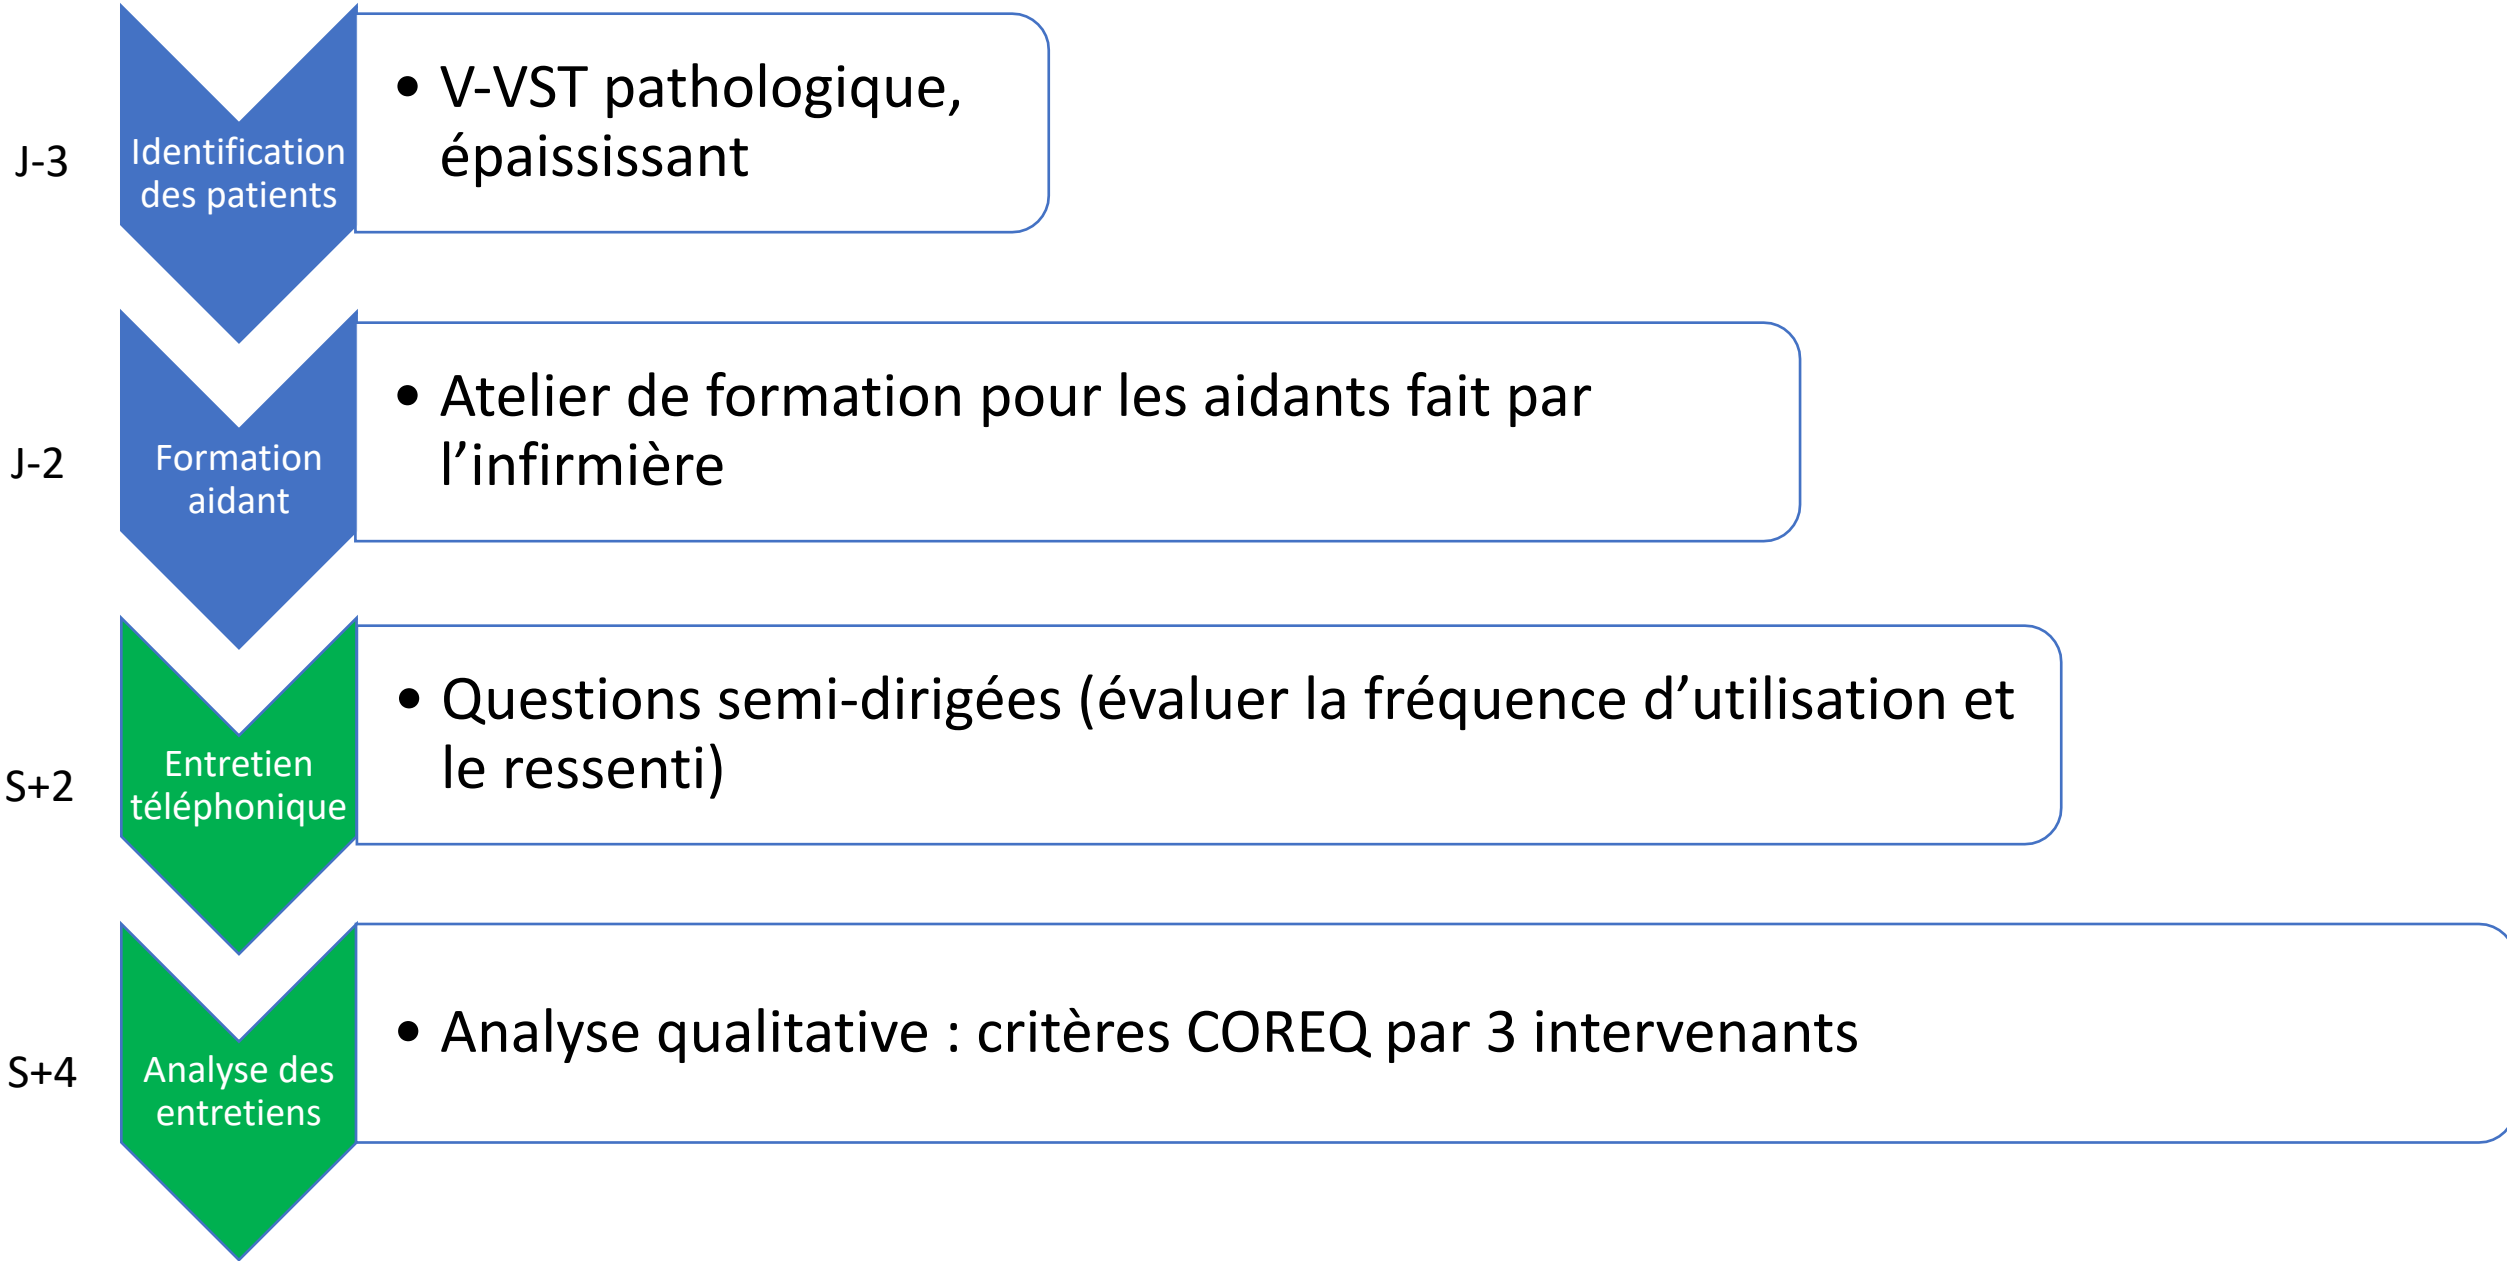 J-3
Identification
des patients
• V-VST pathologique,
épaississant
J-2
Formation
aidant
• Atelier de formation pour les aidants fait par
l’infirmière
S+2
Entretien
téléphonique
• Questions semi-dirigées (évaluer la fréquence d’utilisation et
le ressenti)
S+4
Analyse des
entretiens
• Analyse qualitative : critères COREQ par 3 intervenants